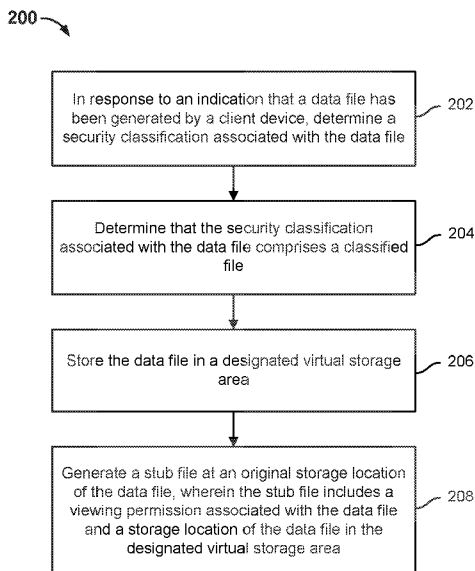 200
In response to an indication that a data file has
been generated by a client device, determine a
security classification associated with the data file
202
Determine that the security classification
associated with the data file comprises a classified
file
204
Store the data file in a designated virtual storage
area
206
Generate a stub file at an original storage location
of the data file, wherein the stub file includes a
viewing permission associated with the data file
and a storage location of the data file in the
designated virtual storage area
208